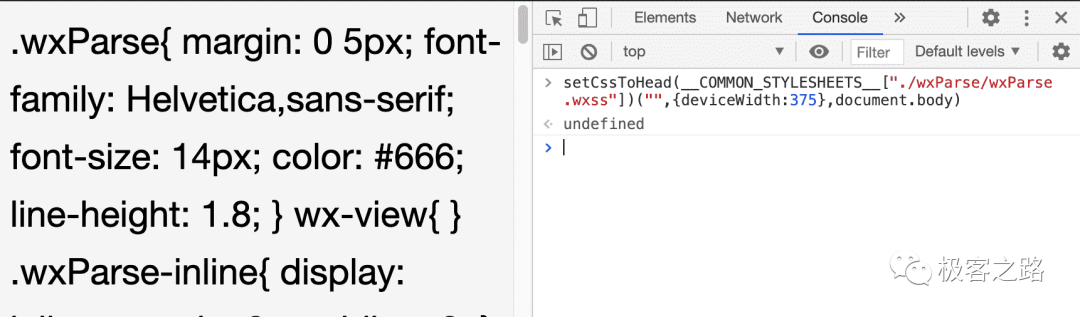 .wxParse{ margin: 0 5px; font-
family: Helvetica,sans-serif;
font-size: 14px; color: #666;
line-height: 1.8; } wx-view{ }
.wxParse-inline{ display:
Elements Network Console »
top Filter Default levels
setCssToHead(__COMMON_STYLESHEETS__["./wxParse/wxParse
.wxss"])("",{deviceWidth:375},document.body)
undefined
极客之路